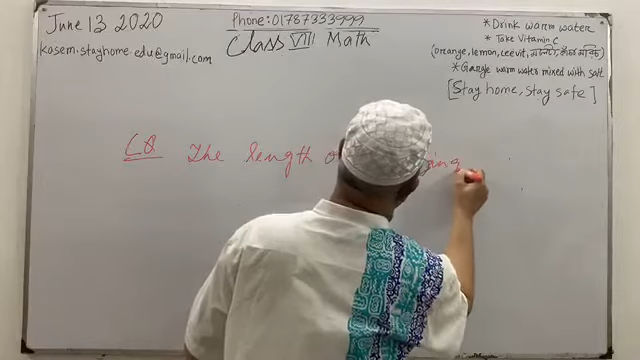 June 13 2020
kasem.stayhome.edu@gmail.com
Phone: 01787333999
Class VIII Math
* Drink warm water
* Take Vitamin C
(orange, lemon, ceevit,
* Gargle warm water mixed with salt
[Stay home, stay safe]
CQ The length